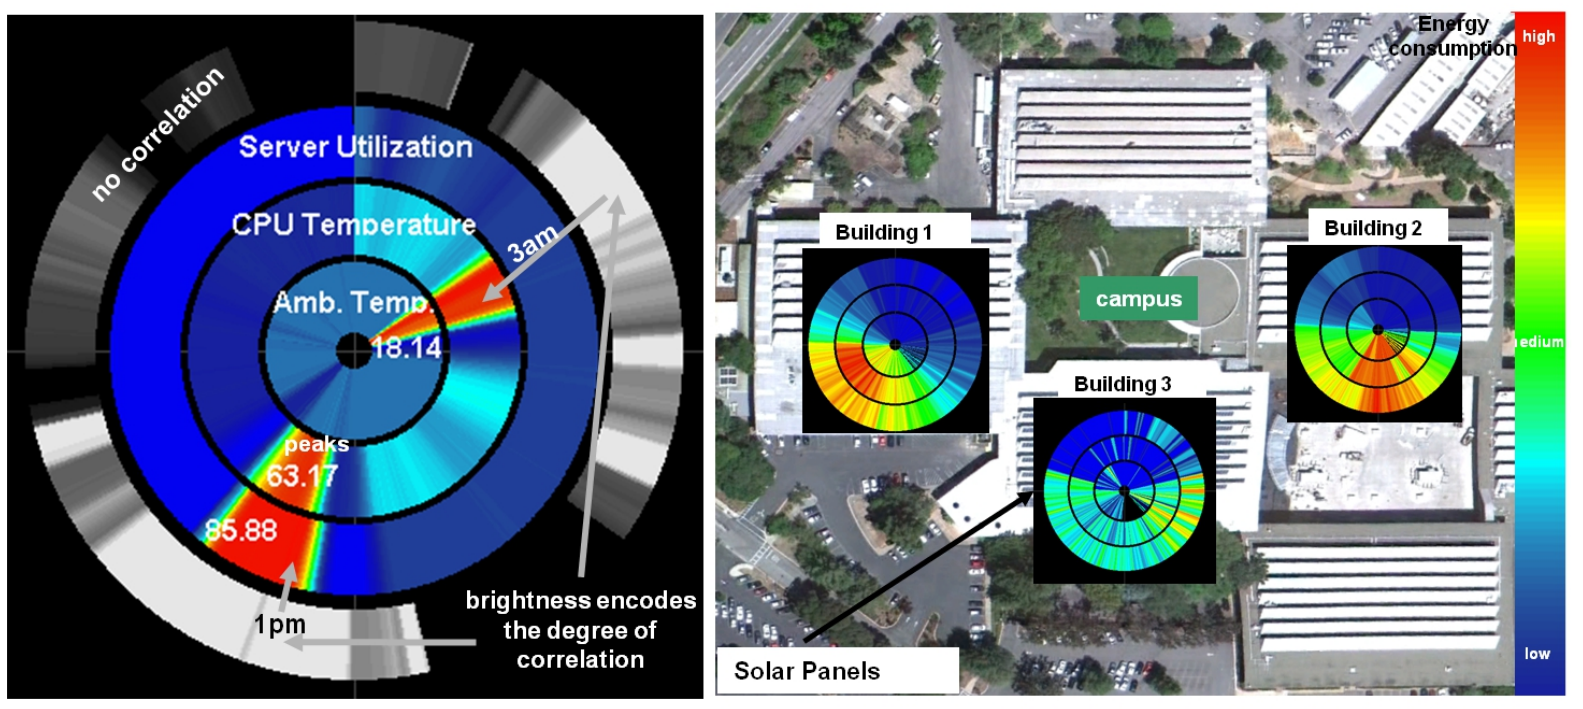 no correlation
Server Utilization
CPU Temperature
3am
Amb. Temp.
18.14
peaks
63.17
85.88
1pm
brightness encodes
the degree of
correlation
Energy
consumption
high
Building 1
Building 2
campus
edium
Building 3
low
Solar Panels